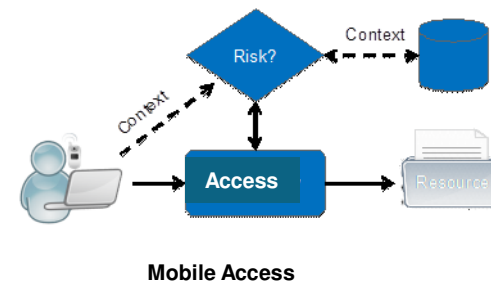 Context
Risk?
Context
Access
Resource
Mobile Access